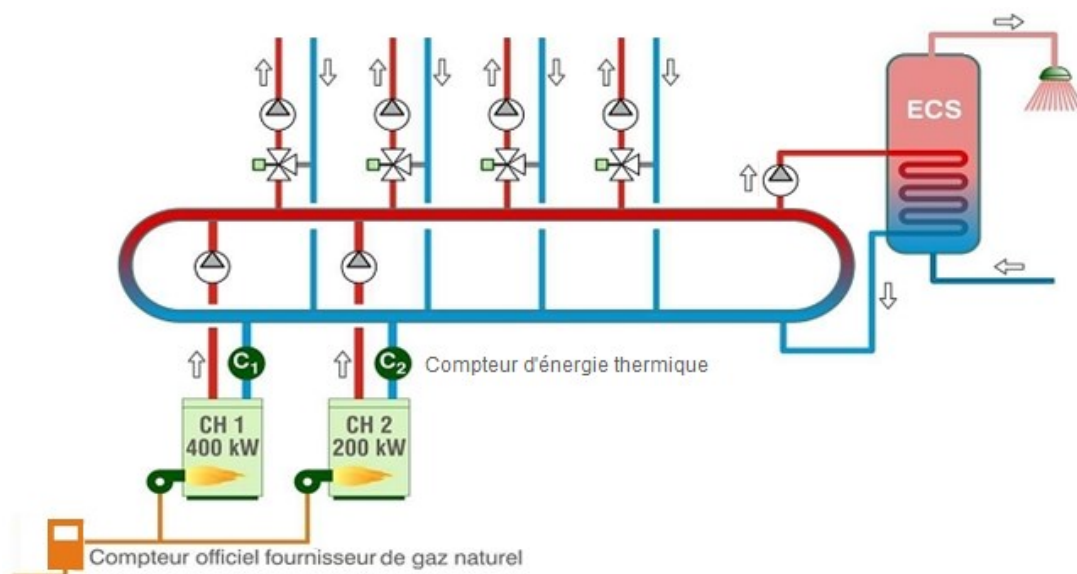 ECS
C1
C2
Compteur d'énergie thermique
CH 1
400 kW
CH 2
200 kW
Compteur officiel fournisseur de gaz naturel